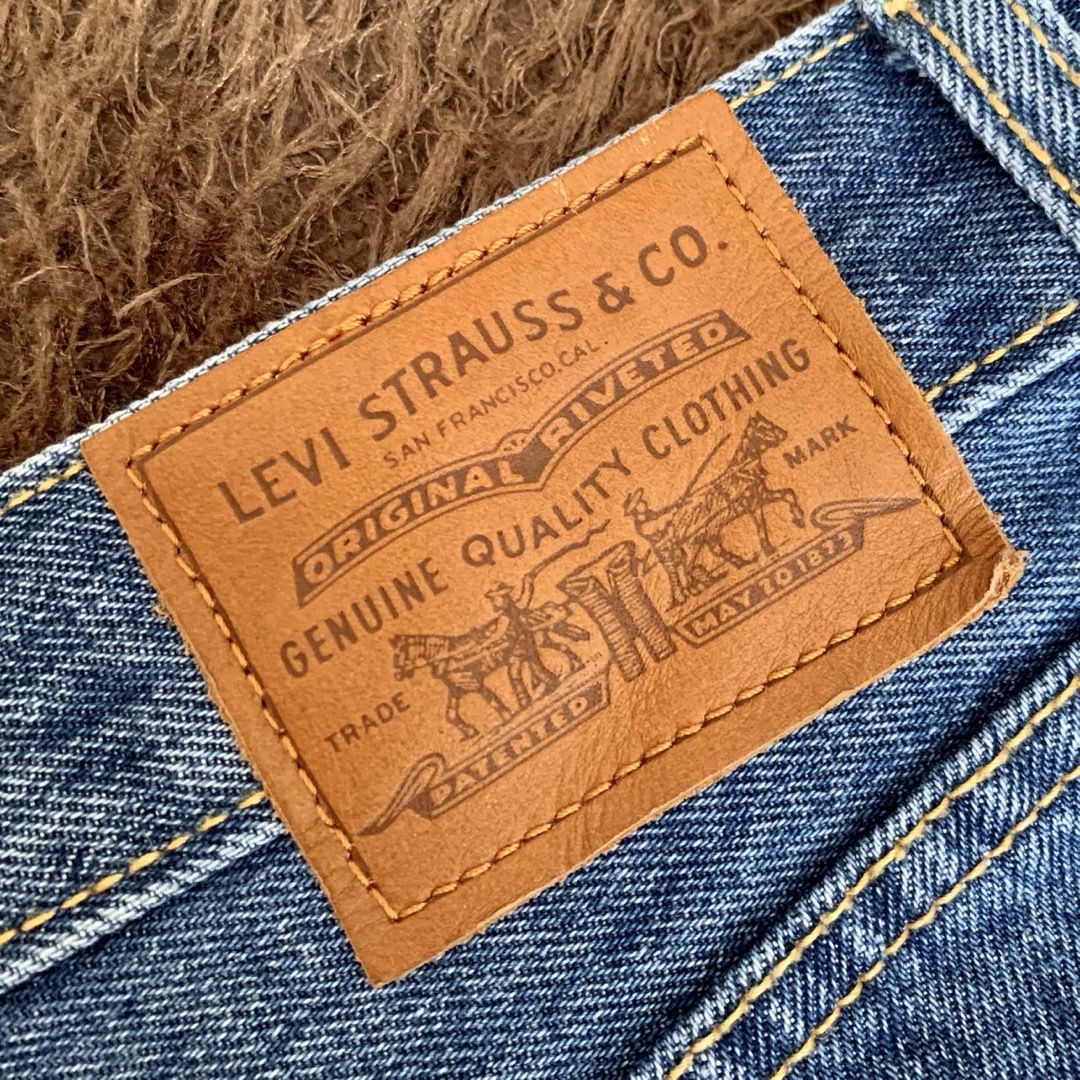 LEVI STRAUSS & CO.
SAN FRANCISCO.CAL.
ORIGINAL RIVETED
GENUINE QUALITY CLOTHING
TRADE MARK
PATENTED MAY 20 1873